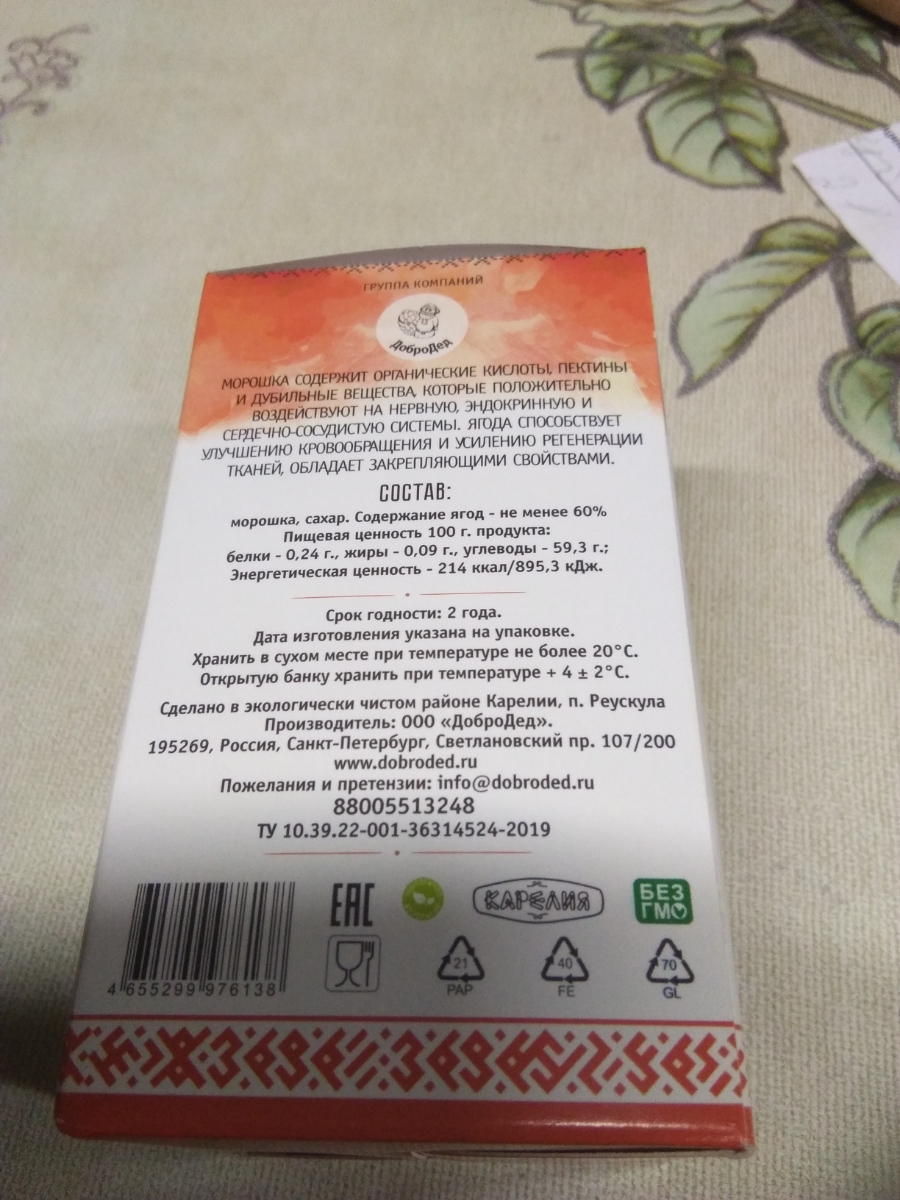 ГРУППА КОМПАНИЙ
ДоброДед
МОРОШКА СОДЕРЖИТ ОРГАНИЧЕСКИЕ КИСЛОТЫ, ПЕКТИНЫ
И ДУБИЛЬНЫЕ ВЕЩЕСТВА, КОТОРЫЕ ПОЛОЖИТЕЛЬНО
ВОЗДЕЙСТВУЮТ НА НЕРВНУЮ, ЭНДОКРИННУЮ И
СЕРДЕЧНО-СОСУДИСТУЮ СИСТЕМЫ. ЯГОДА СПОСОБСТВУЕТ
УЛУЧШЕНИЮ КРОВООБРАЩЕНИЯ И УСИЛЕНИЮ РЕГЕНЕРАЦИИ
ТКАНЕЙ, ОБЛАДАЕТ ЗАКРЕПЛЯЮЩИМИ СВОЙСТВАМИ.
СОСТАВ:
морошка, сахар. Содержание ягод - не менее 60%
Пищевая ценность 100 г. продукта:
белки - 0,24 г., жиры - 0,09 г., углеводы - 59,3 г.;
Энергетическая ценность - 214 ккал/895,3 кДж.
Срок годности: 2 года.
Дата изготовления указана на упаковке.
Хранить в сухом месте при температуре не более 20°С.
Открытую банку хранить при температуре + 4 ± 2°С.
Сделано в экологически чистом районе Карелии, п. Реускула
Производитель: ООО «ДоброДед».
195269, Россия, Санкт-Петербург, Светлановский пр. 107/200
www.dobroded.ru
Пожелания и претензии: info@dobroded.ru
88005513248
ТУ 10.39.22-001-36314524-2019
EAC
КАРЕЛИЯ
БЕЗ
ГМО
4 655299 976138
21
PAP
40
FE
70
GL